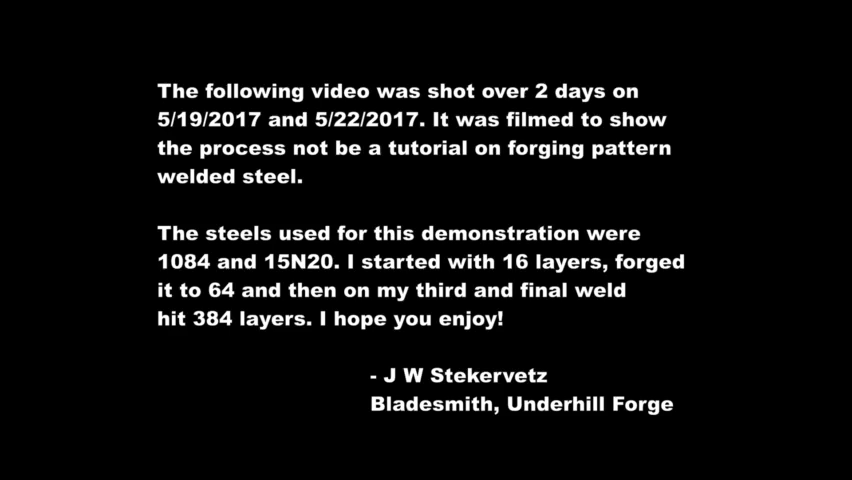 The following video was shot over 2 days on
5/19/2017 and 5/22/2017. It was filmed to show
the process not be a tutorial on forging pattern
welded steel.
The steels used for this demonstration were
1084 and 15N20. I started with 16 layers, forged
it to 64 and then on my third and final weld
hit 384 layers. I hope you enjoy!
- J W Stekervetz
Bladesmith, Underhill Forge